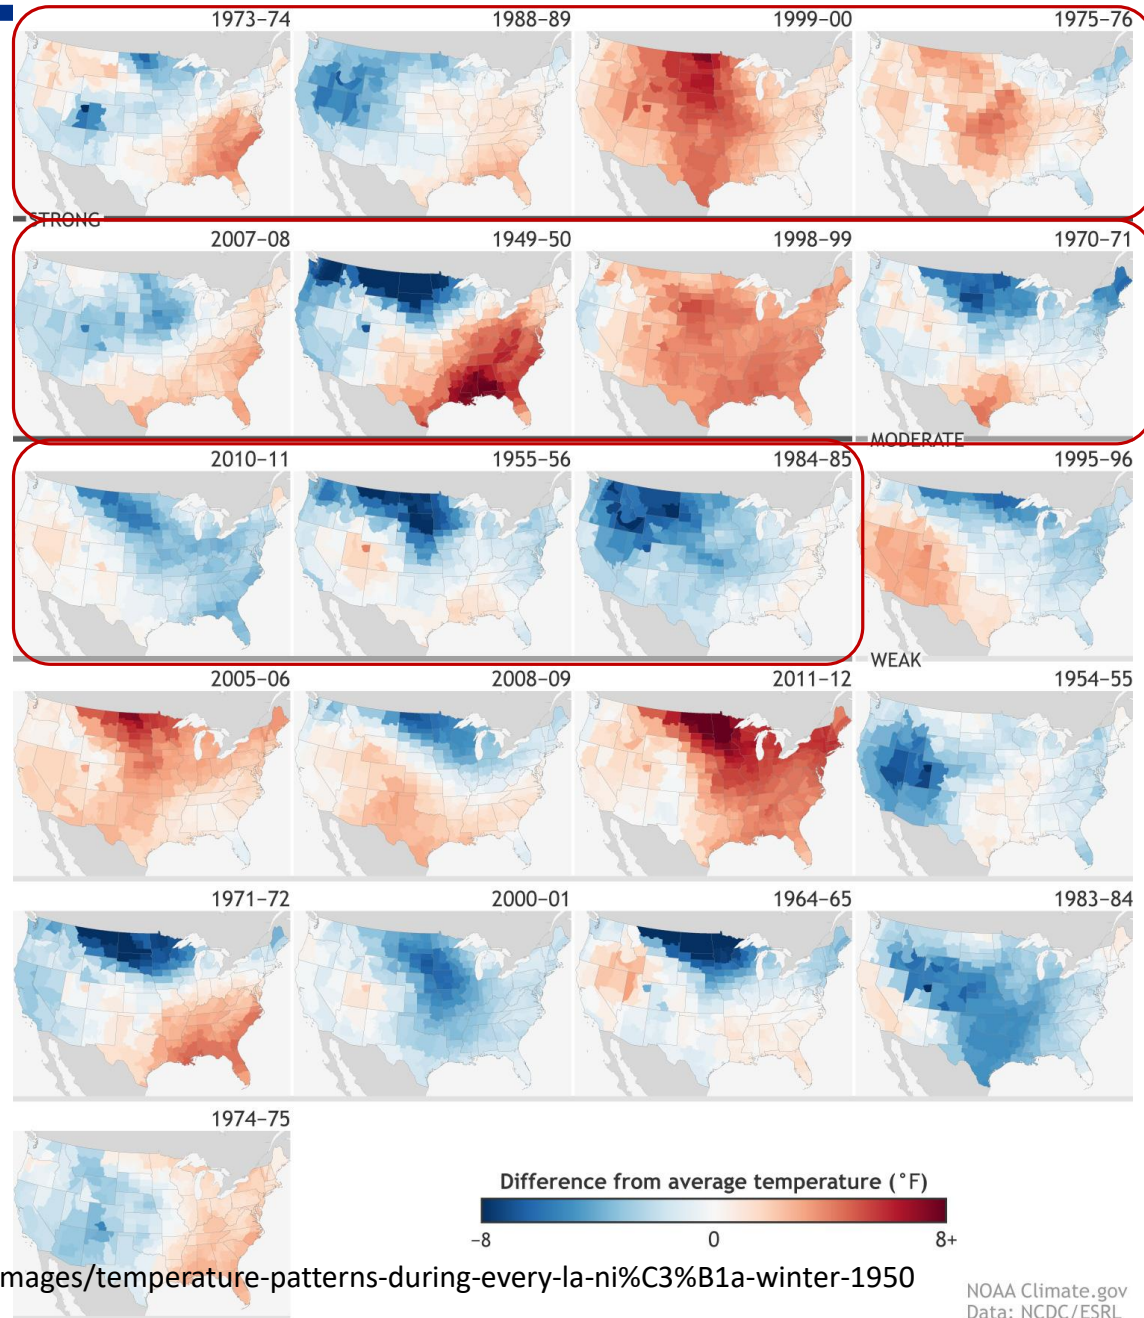 1973–74 1988–89 1999–00 1975–76
STRONG
2007–08 1949–50 1998–99 1970–71
MODERATE
2010–11 1955–56 1984–85 1995–96
WEAK
2005–06 2008–09 2011–12 1954–55
1971–72 2000–01 1964–65 1983–84
1974–75
Difference from average temperature (°F)
-8 0 8+
mages/temperature-patterns-during-every-la-ni%C3%B1a-winter-1950
NOAA Climate.gov
Data: NCDC/ESRL